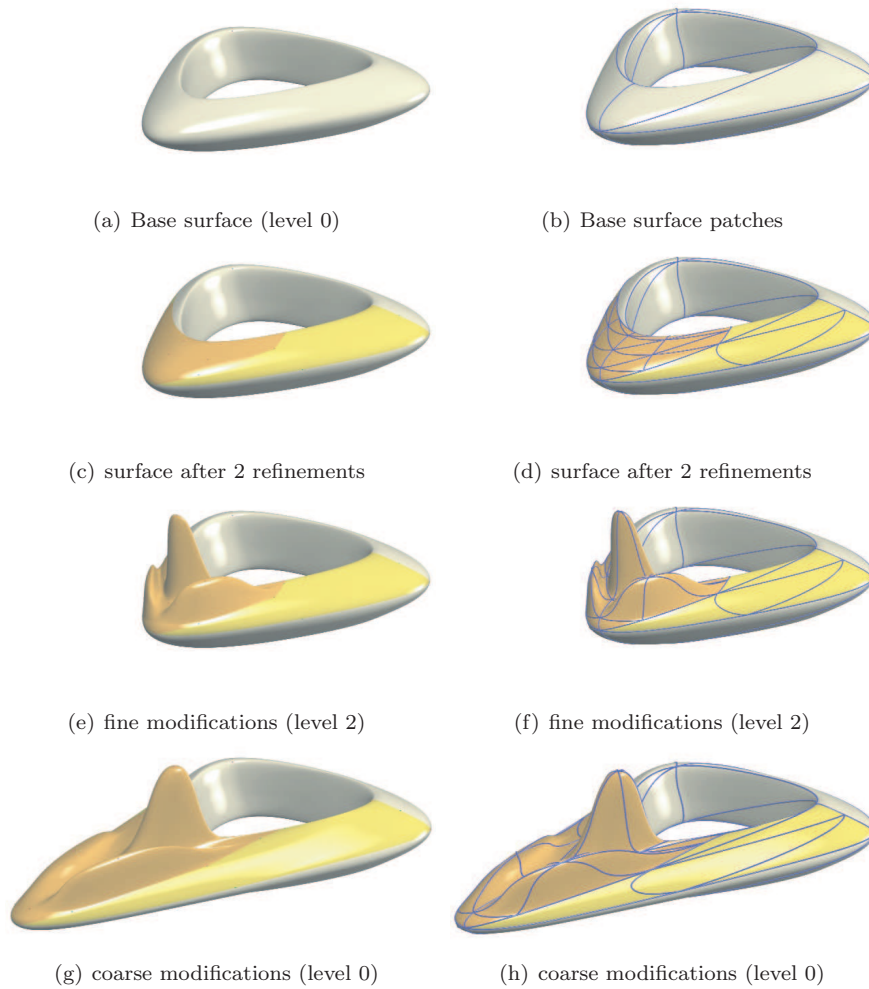 (a) Base surface (level 0)
(b) Base surface patches
(c) surface after 2 refinements
(d) surface after 2 refinements
(e) fine modifications (level 2)
(f) fine modifications (level 2)
(g) coarse modifications (level 0)
(h) coarse modifications (level 0)